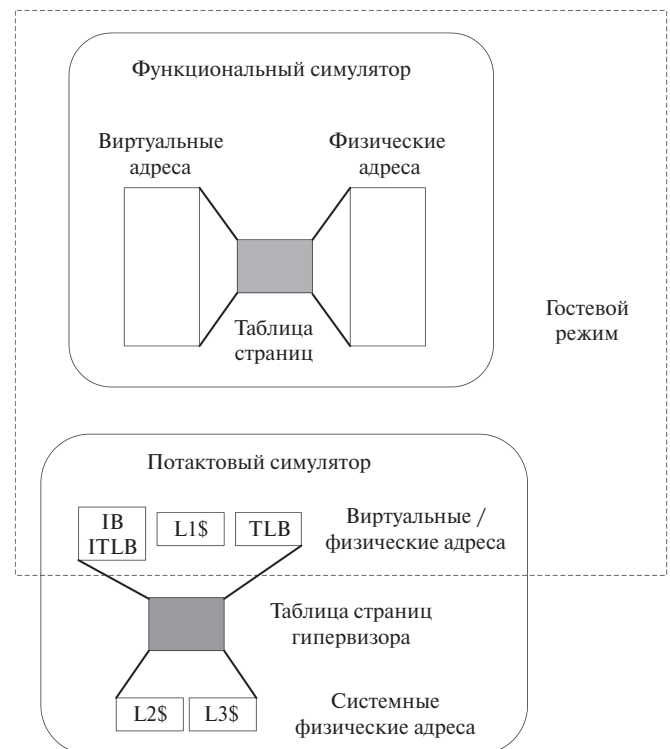 Функциональный симулятор
Виртуальные
адреса
Физические
адреса
Таблица
страниц
Гостевой
режим
Потактовый симулятор
IB
ITLB
L1$
TLB
Виртуальные /
физические адреса
Таблица страниц
гипервизора
L2$
L3$
Системные
физические адреса